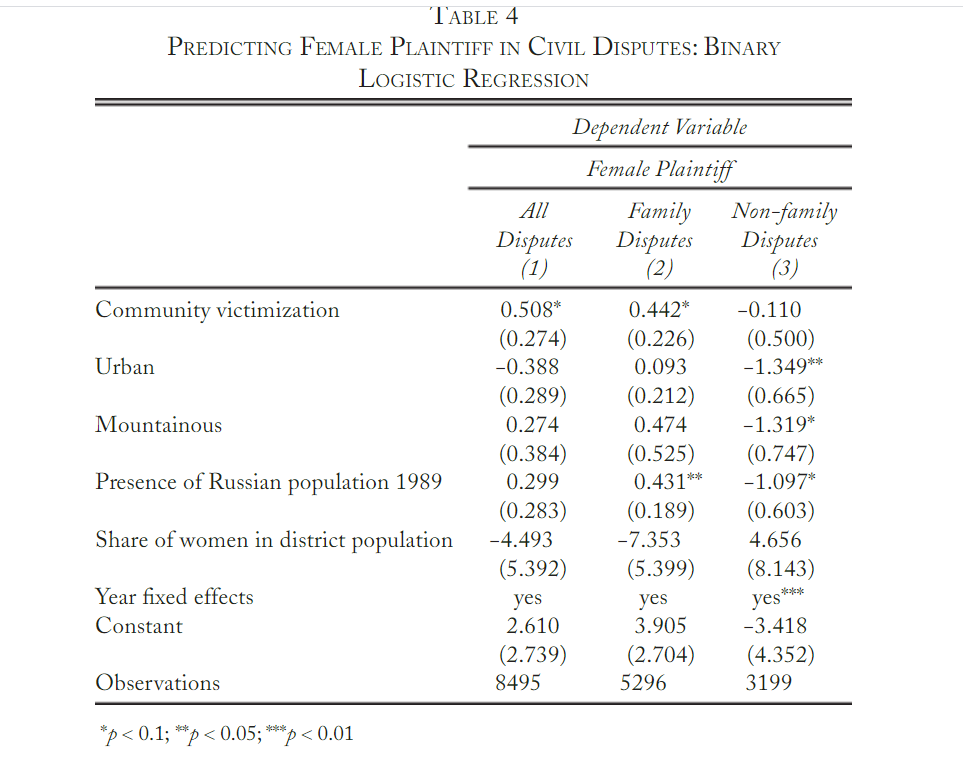 TABLE 4
PREDICTING FEMALE PLAINTIFF IN CIVIL DISPUTES: BINARY
LOGISTIC REGRESSION
Dependent Variable
Female Plaintiff
All Family Non-family
Disputes Disputes Disputes
(1) (2) (3)
Community victimization 0.508* 0.442* −0.110
(0.274) (0.226) (0.500)
Urban −0.388 0.093 −1.349**
(0.289) (0.212) (0.665)
Mountainous 0.274 0.474 −1.319*
(0.384) (0.525) (0.747)
Presence of Russian population 1989 0.299 0.431** −1.097*
(0.283) (0.189) (0.603)
Share of women in district population −4.493 −7.353 4.656
(5.392) (5.399) (8.143)
Year fixed effects yes yes yes***
Constant 2.610 3.905 −3.418
(2.739) (2.704) (4.352)
Observations 8495 5296 3199
*p < 0.1; **p < 0.05; ***p < 0.01